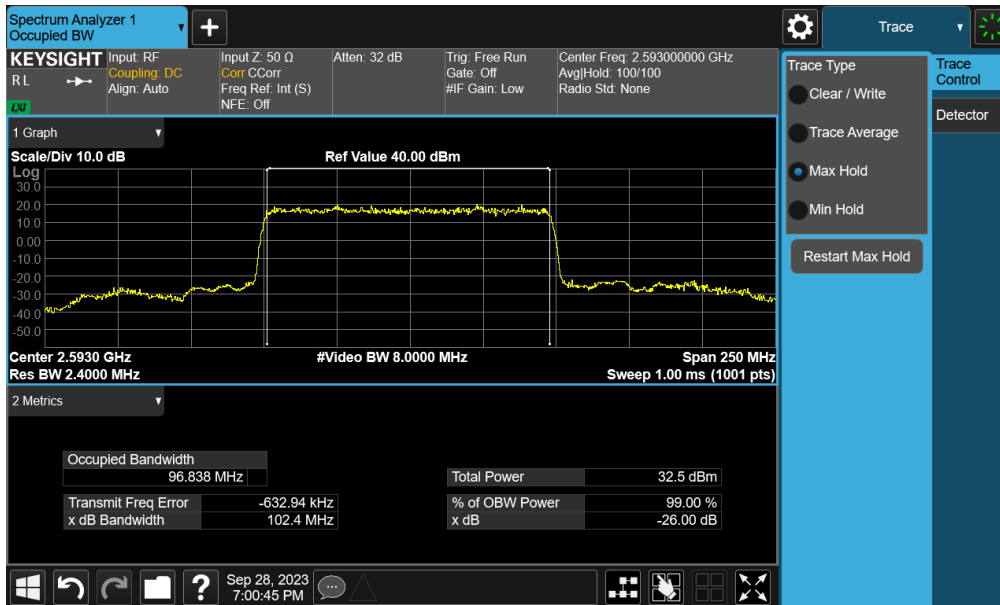 Spectrum Analyzer 1
Occupied BW
+
Trace
KEYSIGHT
R L
LXI
Input: RF
Coupling: DC
Align: Auto
Input Z: 50 Ω
Corr CCorr
Freq Ref: Int (S)
NFE: Off
Atten: 32 dB
Trig: Free Run
Gate: Off
#IF Gain: Low
Center Freq: 2.593000000 GHz
Avg|Hold: 100/100
Radio Std: None
Trace Type
Clear / Write
Trace Average
Max Hold
Min Hold
Restart Max Hold
Trace
Control
Detector
1 Graph
Scale/Div 10.0 dB
Ref Value 40.00 dBm
Log
30.0
20.0
10.0
0.00
-10.0
-20.0
-30.0
-40.0
-50.0
Center 2.5930 GHz
#Video BW 8.0000 MHz
Span 250 MHz
Res BW 2.4000 MHz
Sweep 1.00 ms (1001 pts)
2 Metrics
Occupied Bandwidth
96.838 MHz
Total Power 32.5 dBm
Transmit Freq Error -632.94 kHz
% of OBW Power 99.00 %
x dB Bandwidth 102.4 MHz
x dB -26.00 dB
?
Sep 28, 2023
7:00:45 PM